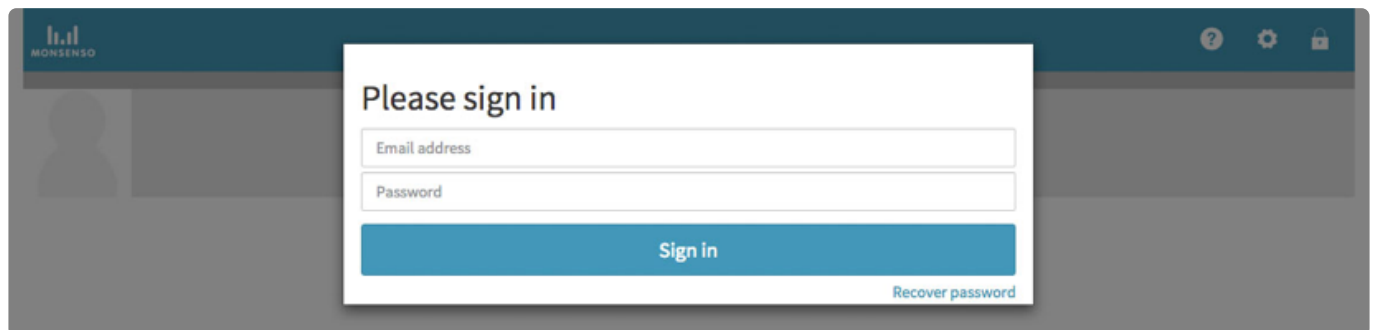 MONSENSO
Please sign in
Email address
Password
Sign in
Recover password